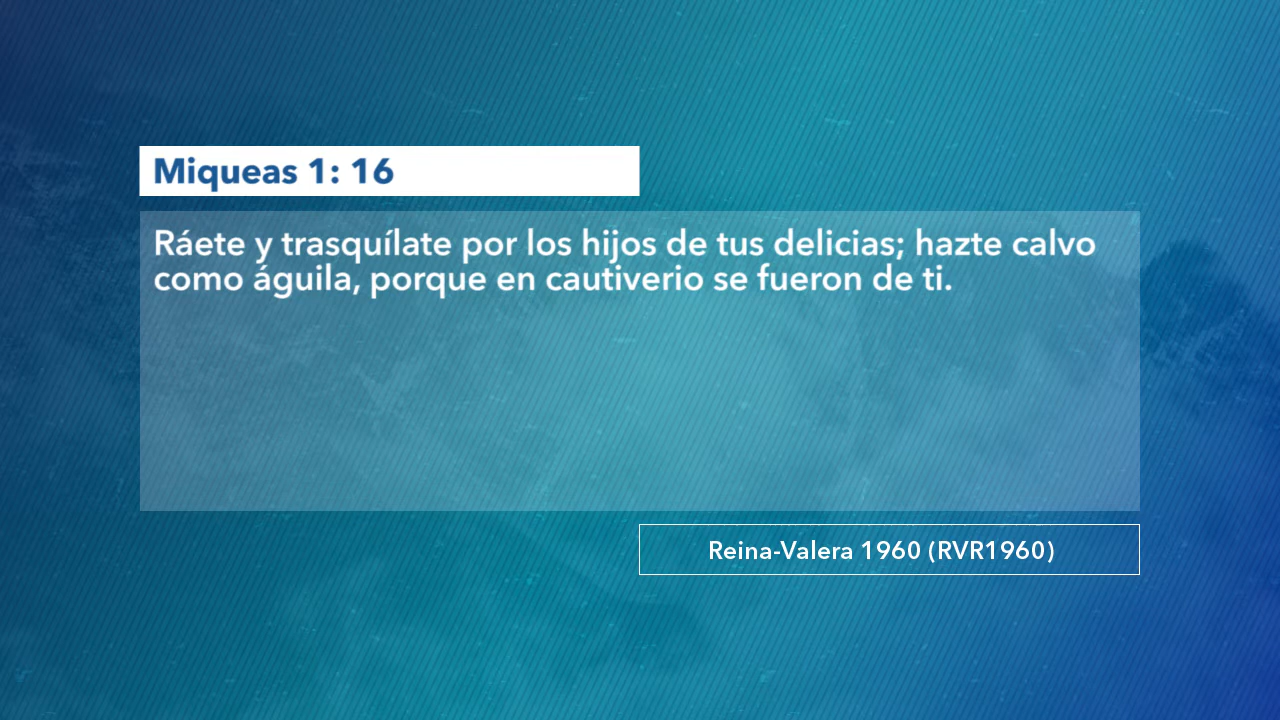 Miqueas 1: 16
Ráete y trasquílate por los hijos de tus delicias; hazte calvo
como águila, porque en cautiverio se fueron de ti.
Reina-Valera 1960 (RVR1960)